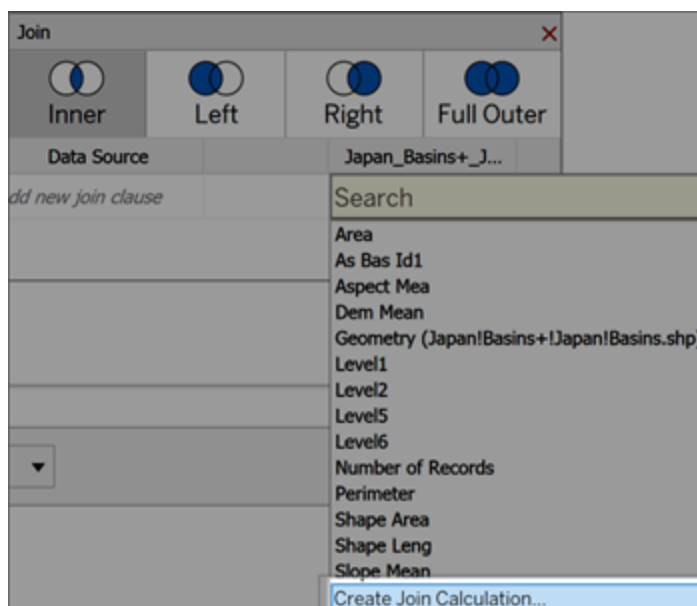 Join
Inner Left Right Full Outer
Data Source Japan_Basins+_J...
dd new join clause
Search
Area
As Bas Id1
Aspect Mea
Dem Mean
Geometry (Japan!Basins+!Japan!Basins.shp)
Level1
Level2
Level5
Level6
Number of Records
Perimeter
Shape Area
Shape Leng
Slope Mean
Create Join Calculation...